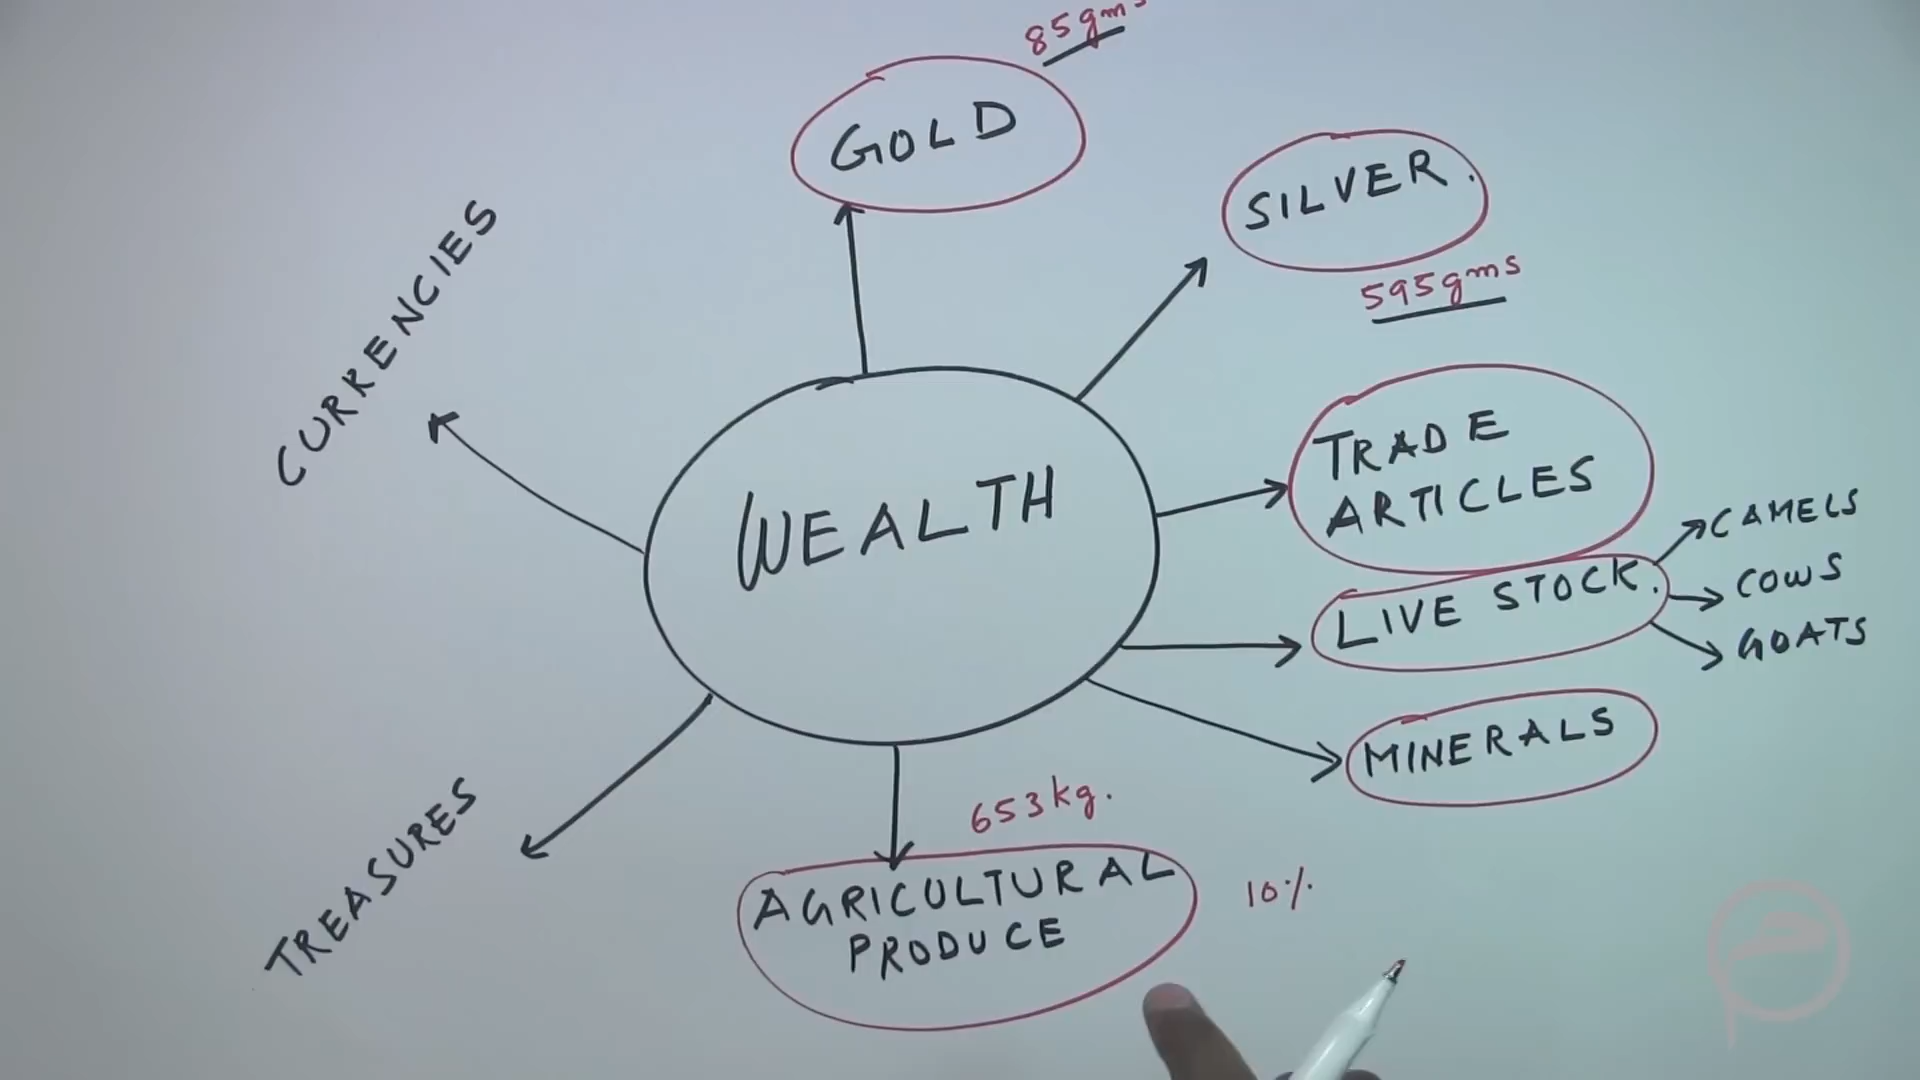 85gms
GOLD
SILVER.
595gms
CURRENCIES
TRADE
ARTICLES
CAMELS
COWS
GOATS
LIVE STOCK.
WEALTH
MINERALS
653kg.
AGRICULTURAL
PRODUCE
10%
TREASURES